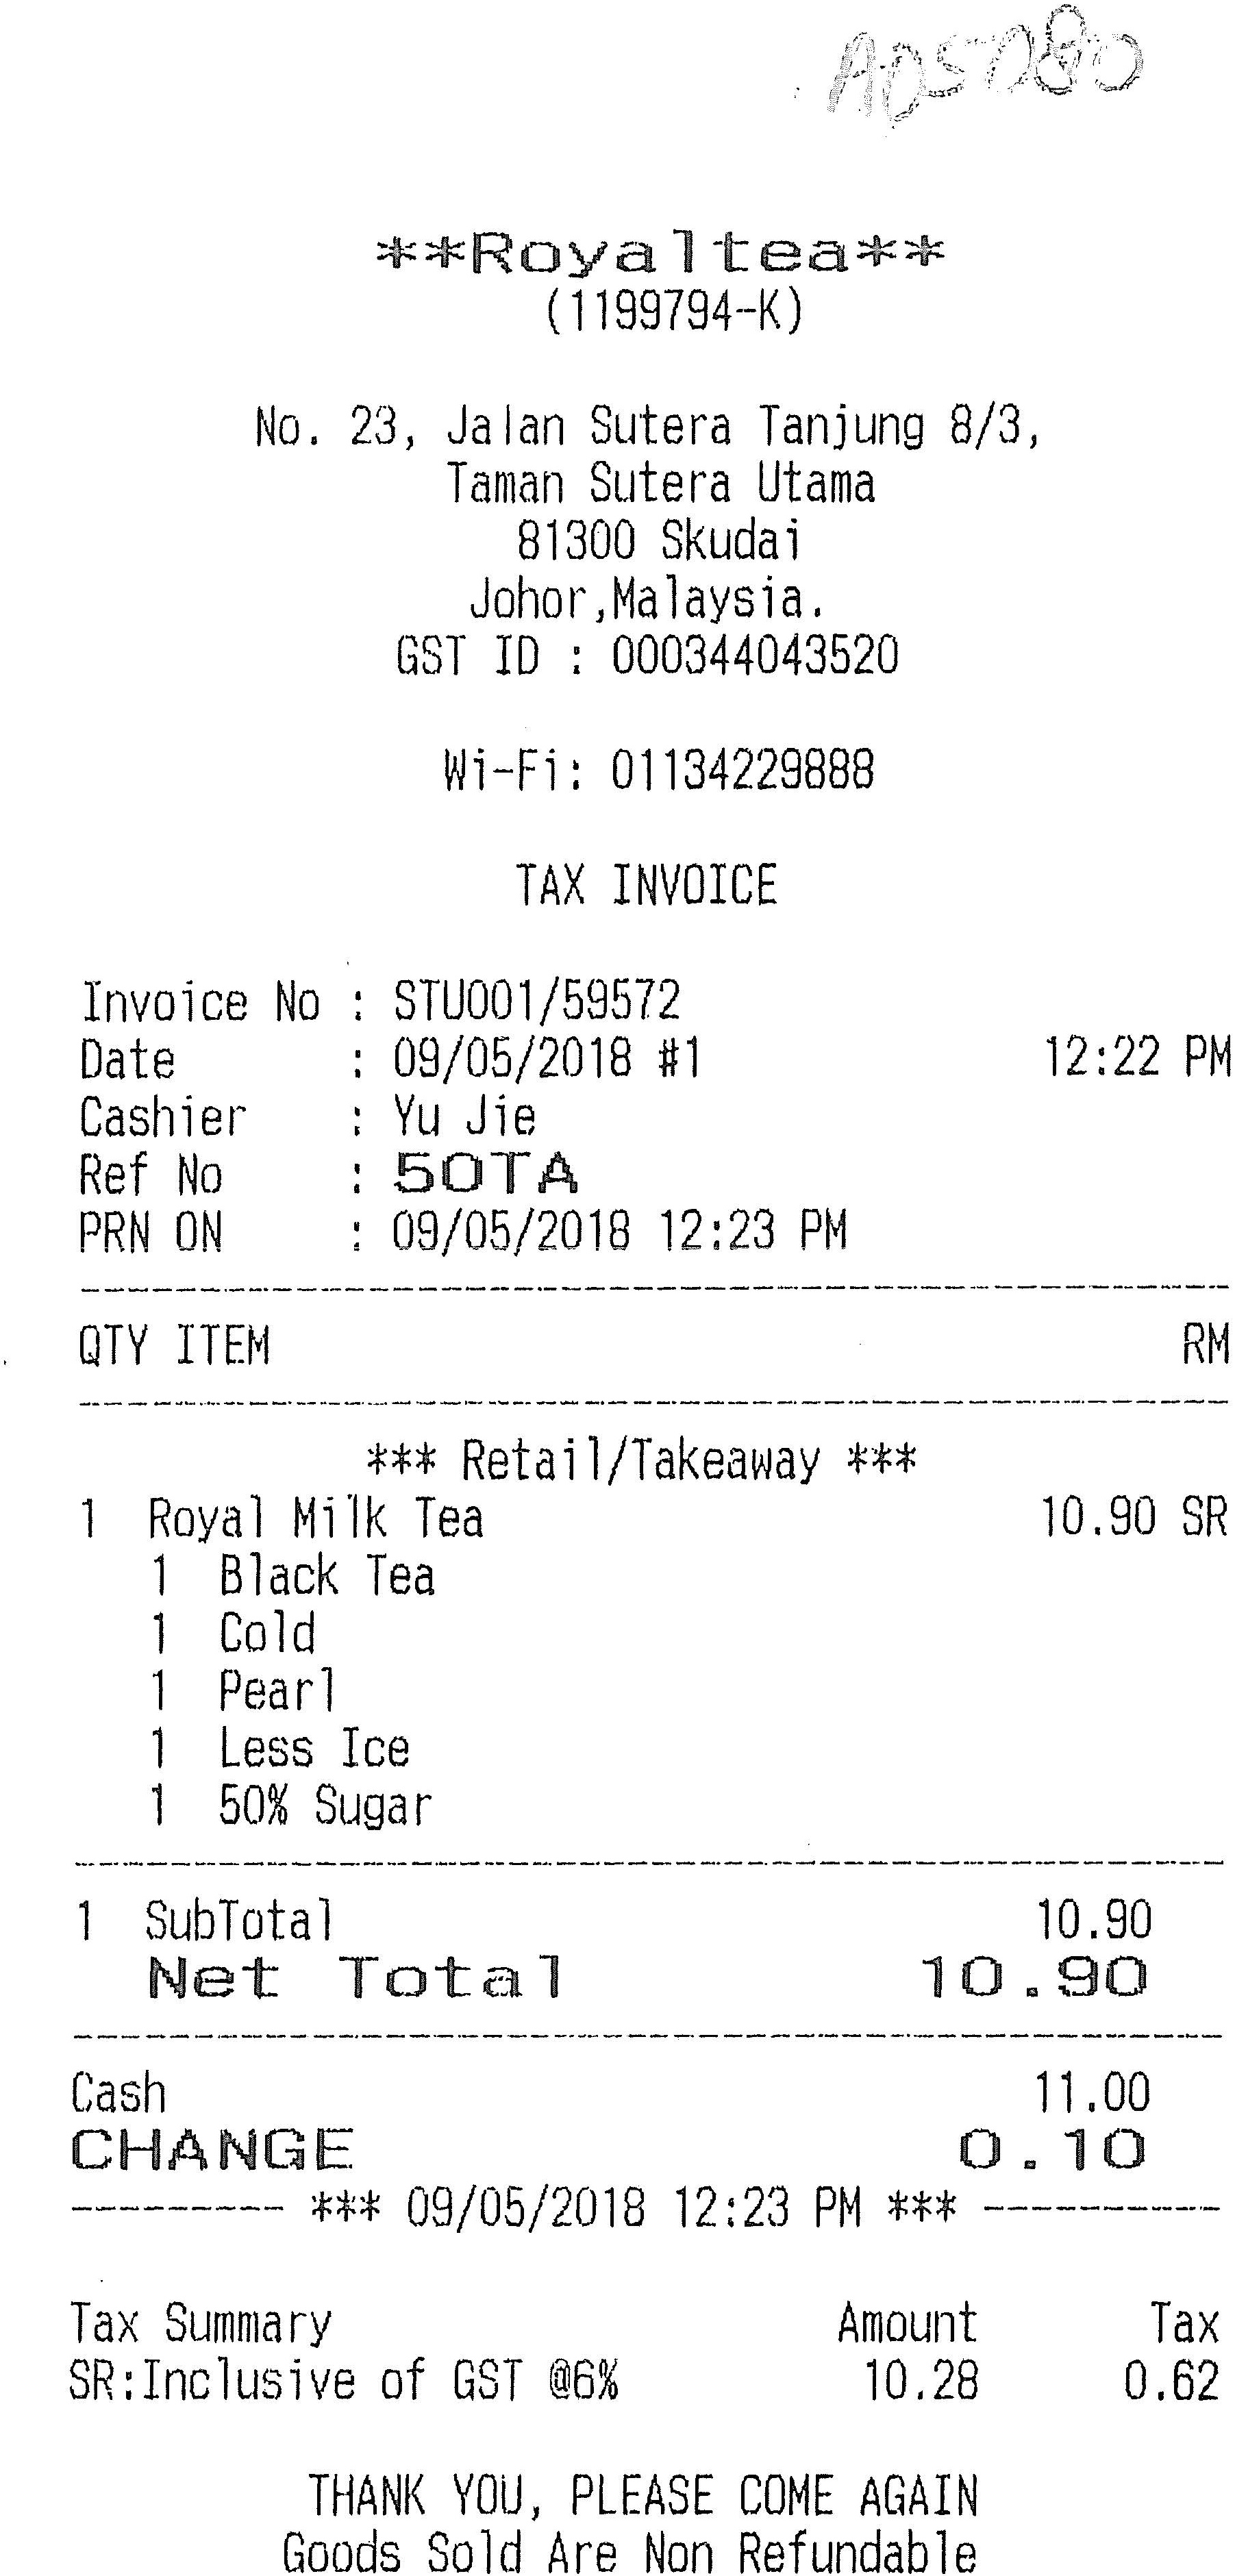 A05080
**Royaltea**
(1199794-K)
No. 23, Jalan Sutera Tanjung 8/3,
Taman Sutera Utama
81300 Skudai
Johor,Malaysia.
GST ID : 000344043520
Wi-Fi: 01134229888
TAX INVOICE
Invoice No : STU001/59572
Date : 09/05/2018 #1 12:22 PM
Cashier : Yu Jie
Ref No : 50TA
PRN ON : 09/05/2018 12:23 PM
QTY ITEM RM
*** Retail/Takeaway ***
1 Royal Milk Tea 10.90 SR
1 Black Tea
1 Cold
1 Pearl
1 Less Ice
1 50% Sugar
1 SubTotal 10.90
Net Total 10.90
Cash 11.00
CHANGE 0.10
--------- *** 09/05/2018 12:23 PM *** ----------
Tax Summary Amount Tax
SR:Inclusive of GST @6% 10.28 0.62
THANK YOU, PLEASE COME AGAIN
Goods Sold Are Non Refundable